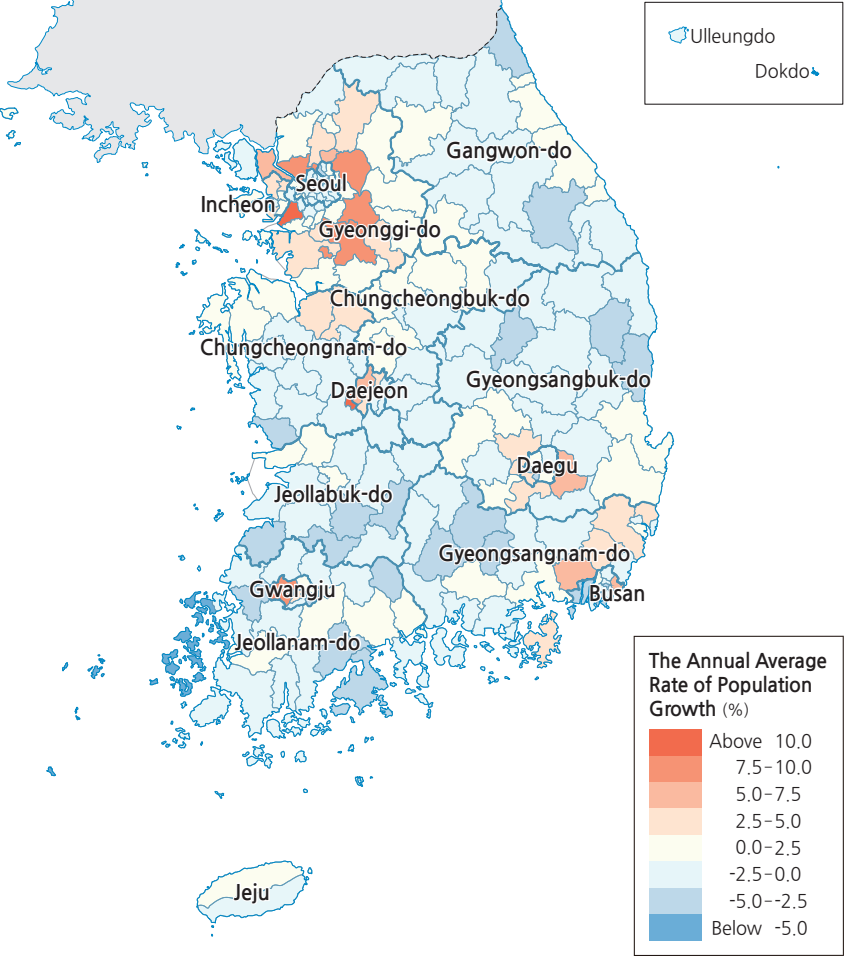 Ulleungdo
Dokdo
Gangwon-do
Seoul
Incheon
Gyeonggi-do
Chungcheongbuk-do
Chungcheongnam-do
Gyeongsangbuk-do
Daejeon
Daegu
Jeollabuk-do
Gyeongsangnam-do
Gwangju
Busan
Jeollanam-do
Jeju
The Annual Average
Rate of Population
Growth (%)
Above 10.0
7.5-10.0
5.0-7.5
2.5-5.0
0.0-2.5
-2.5-0.0
-5.0--2.5
Below -5.0